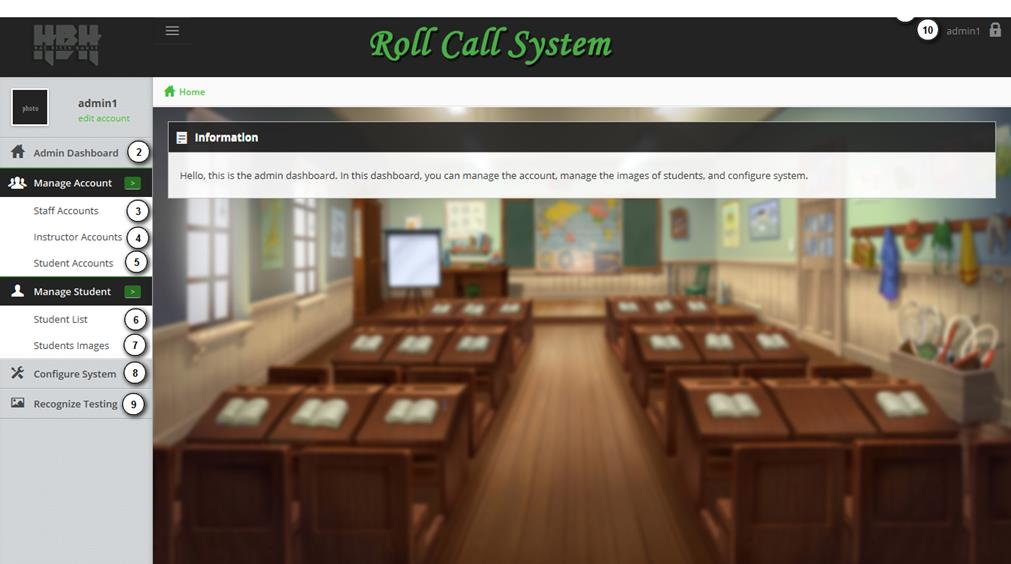 HBH
Roll Call System
10 admin1
Home
photo
admin1
edit account
Admin Dashboard 2
Manage Account >
Staff Accounts 3
Instructor Accounts 4
Student Accounts 5
Manage Student >
Student List 6
Students Images 7
Configure System 8
Recognize Testing 9
Information
Hello, this is the admin dashboard. In this dashboard, you can manage the account, manage the images of students, and configure system.